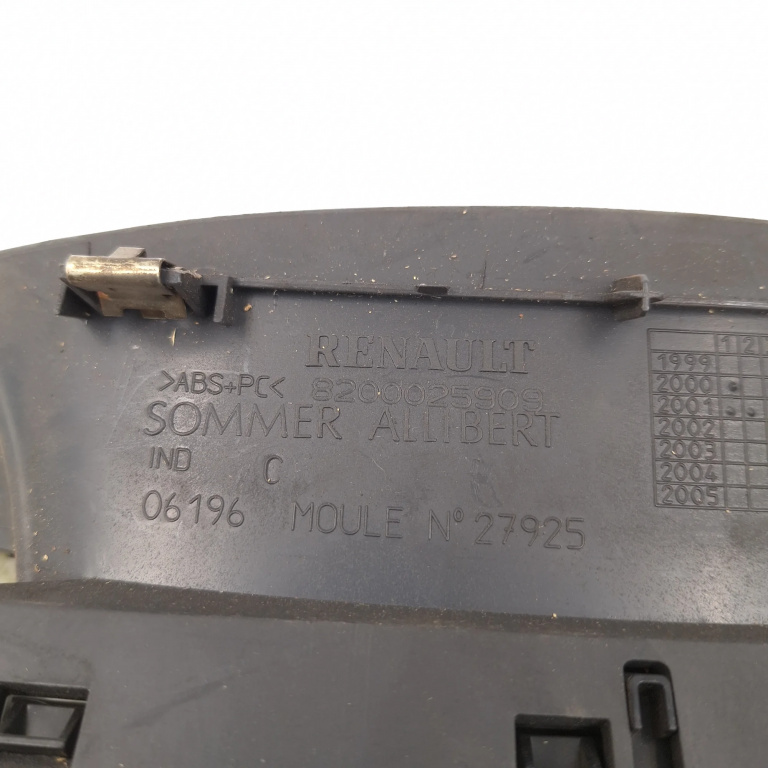 RENAULT
>ABS+PC< 8200025909
SOMMER ALLIBERT
IND C
06196 MOULE N° 27925
1 2
1999
2000
2001
2002
2003
2004
2005